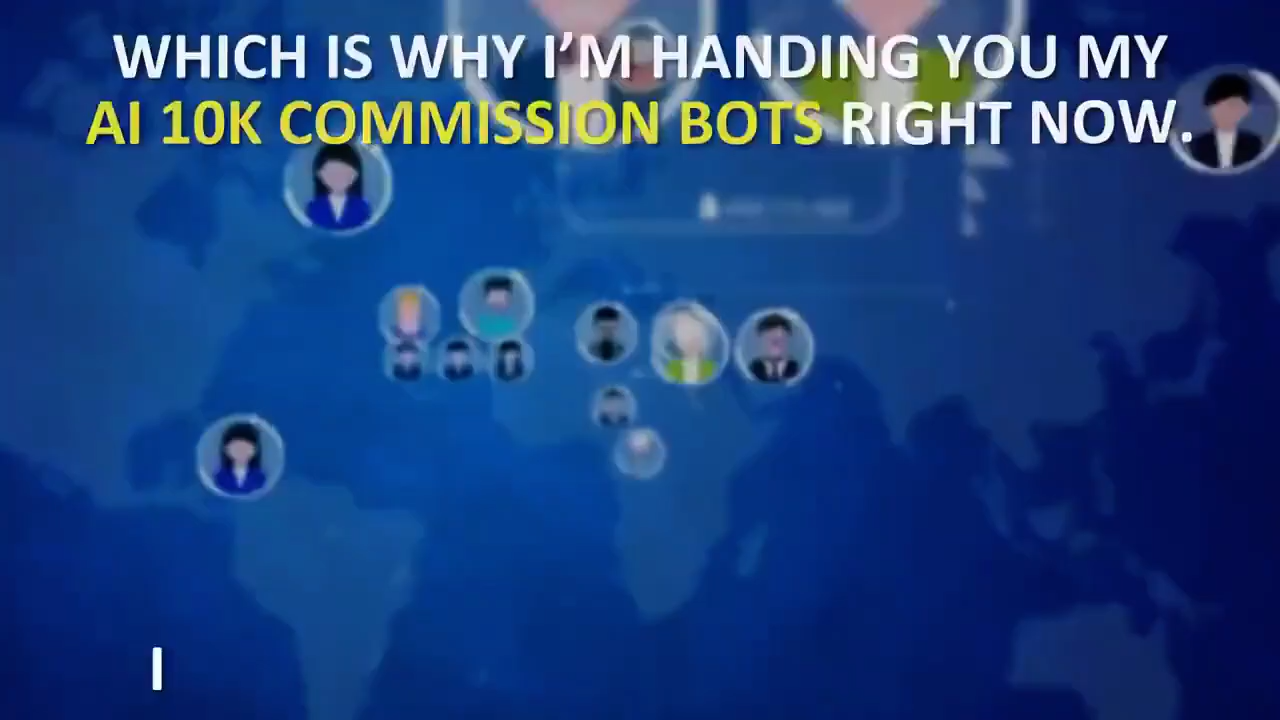 WHICH IS WHY I’M HANDING YOU MY
AI 10K COMMISSION BOTS RIGHT NOW.
I